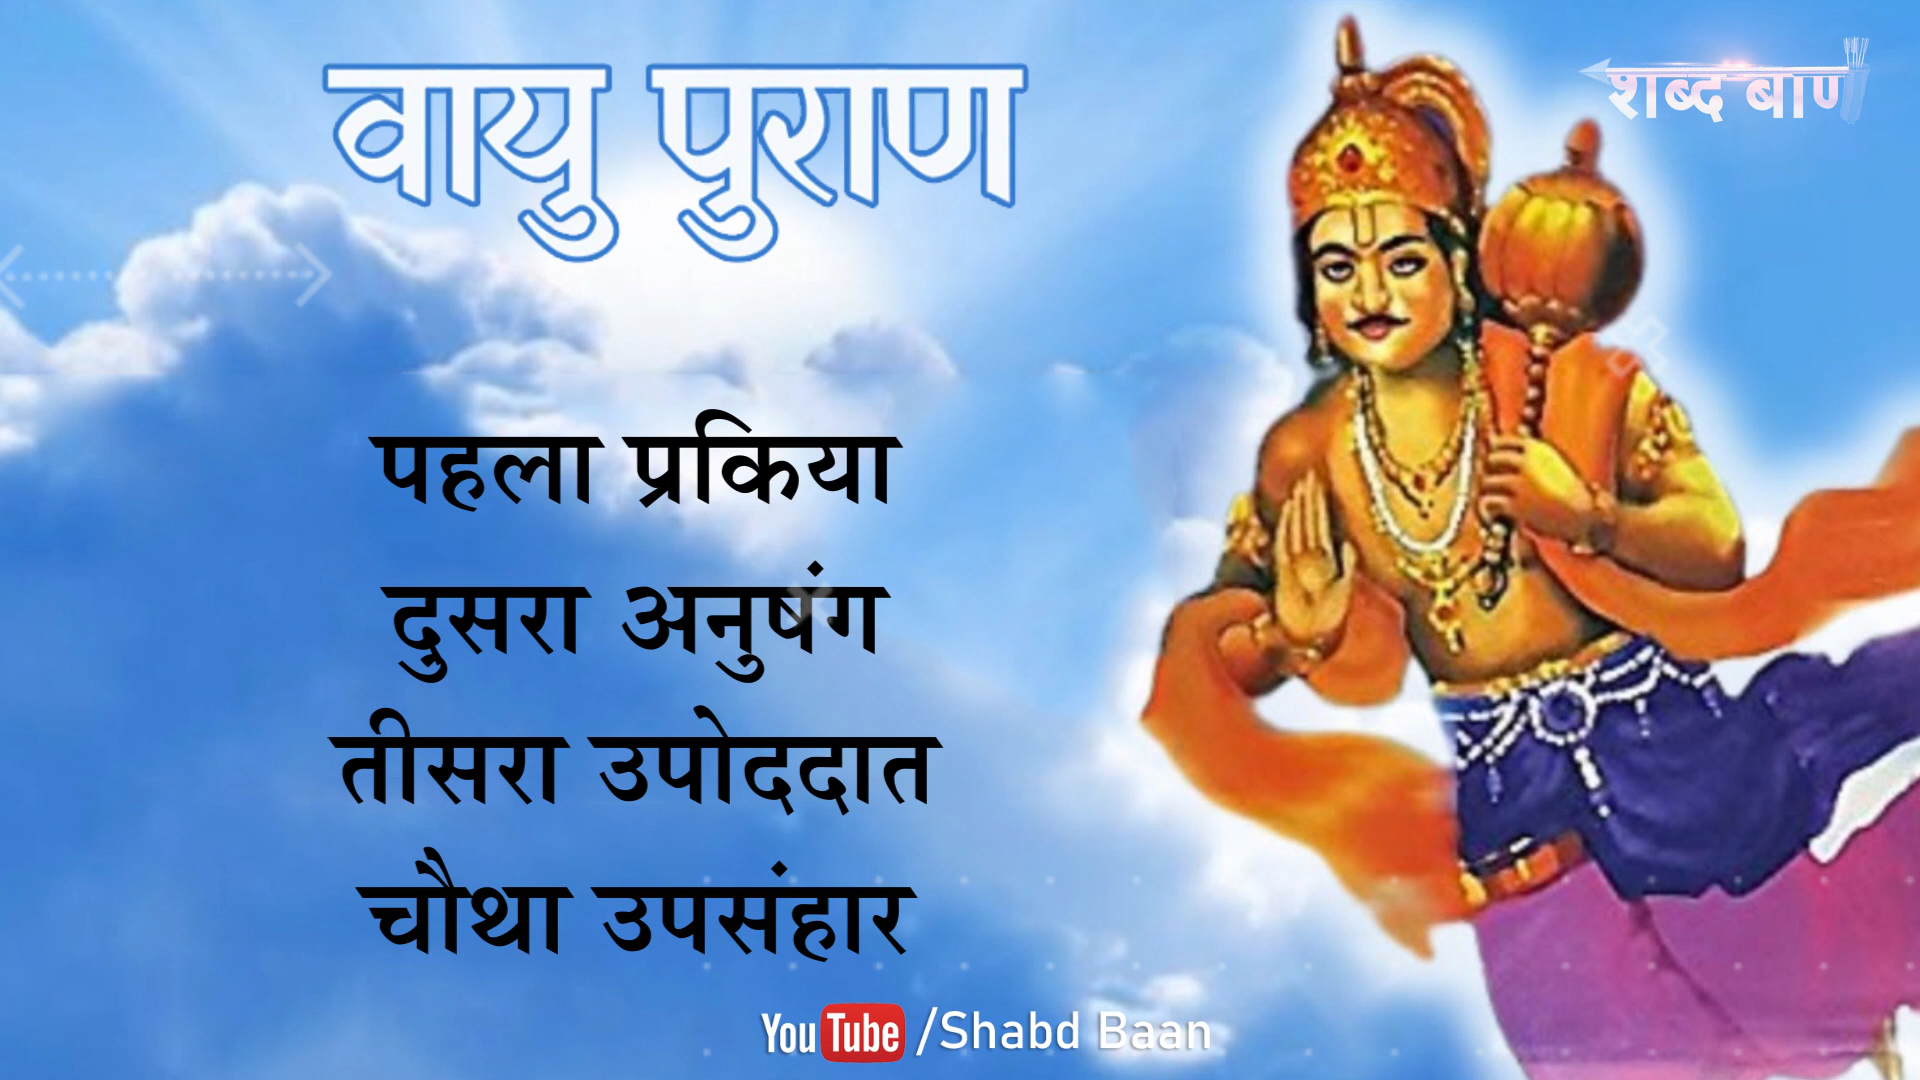 वायु पुराण
शब्द बाण
पहला प्रकिया
दुसरा अनुषंग
तीसरा उपोददात
चौथा उपसंहार
YouTube /Shabd Baan